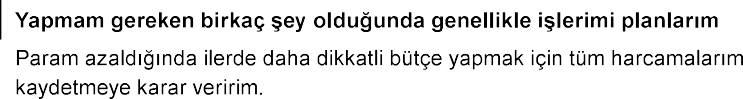 Yapmam gereken birkaç şey olduğunda genellikle işlerimi planlarım
Param azaldığında ilerde daha dikkatli bütçe yapmak için tüm harcamalarım
kaydetmeye karar veririm.